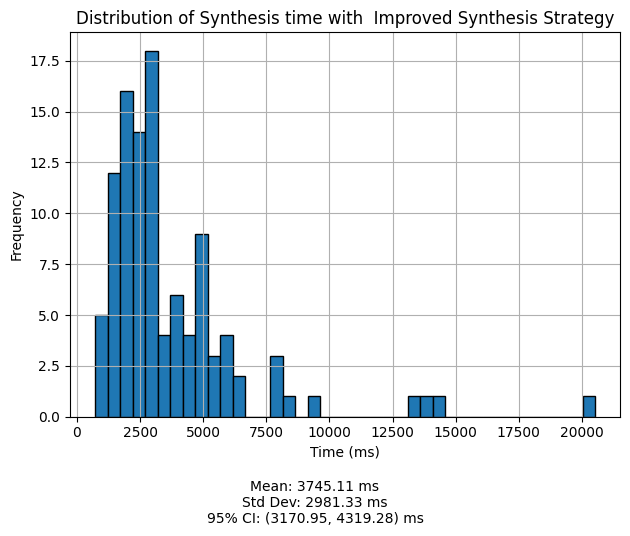 Distribution of Synthesis time with  Improved Synthesis Strategy
17.5
15.0
12.5
10.0
7.5
5.0
2.5
0.0
Frequency
0 2500 5000 7500 10000 12500 15000 17500 20000
Time (ms)
Mean: 3745.11 ms
Std Dev: 2981.33 ms
95% CI: (3170.95, 4319.28) ms